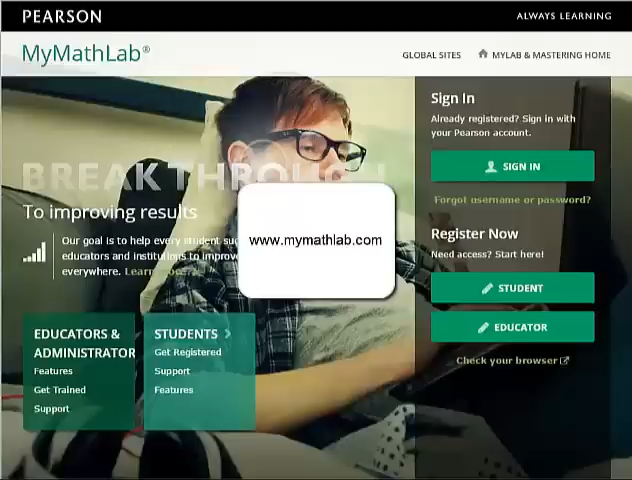 PEARSON
ALWAYS LEARNING
MyMathLab®
GLOBAL SITES
MYLAB & MASTERING HOME
Sign In
Already registered? Sign in with
your Pearson account.
SIGN IN
Forgot username or password?
Register Now
Need access? Start here!
STUDENT
EDUCATOR
Check your browser
BREAK THROUGH
To improving results
Our goal is to help every student
educators and institutions to
everywhere. Learn
www.mymathlab.com
EDUCATORS &
ADMINISTRATOR
Features
Get Trained
Support
STUDENTS
Get Registered
Support
Features